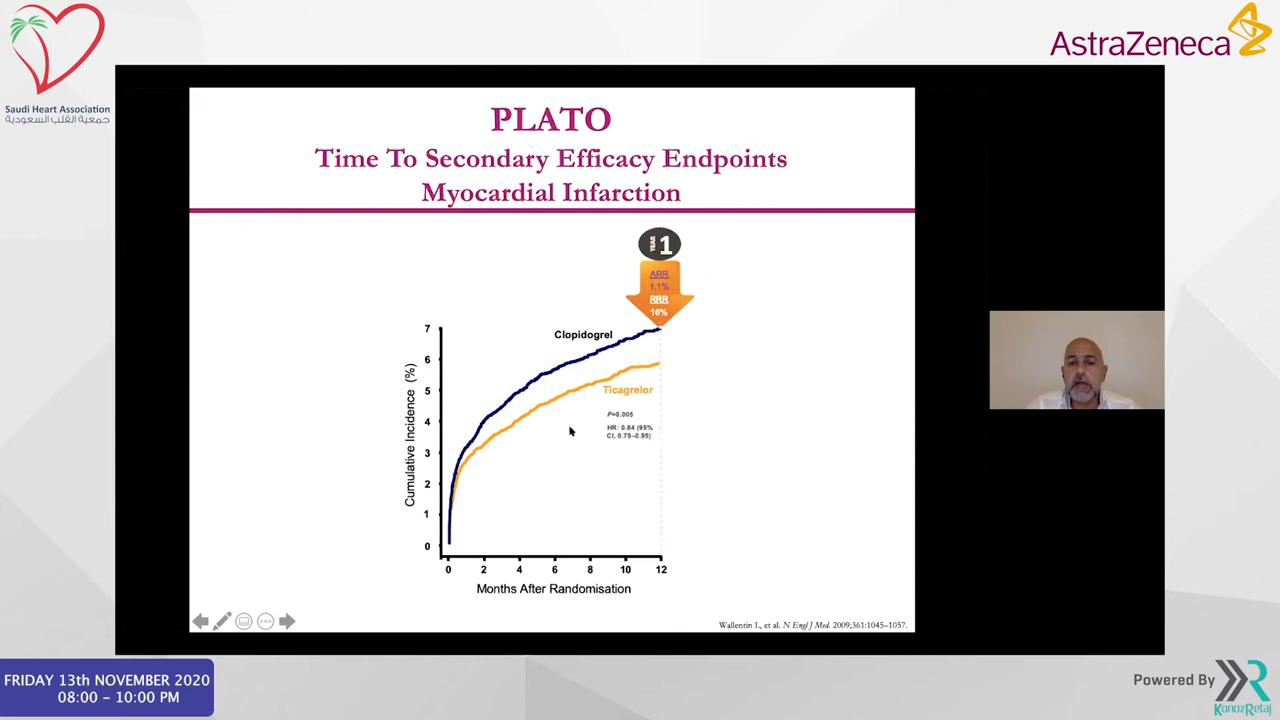 Saudi Heart Association
جمعية القلب السعودية
AstraZeneca
PLATO
Time To Secondary Efficacy Endpoints
Myocardial Infarction
YEAR 1
ARR
1.1%
RRR
16%
Clopidogrel
Ticagrelor
P=0.005
HR: 0.84 (95%
CI, 0.75–0.95)
Cumulative Incidence (%)
7
6
5
4
3
2
1
0
0 2 4 6 8 10 12
Months After Randomisation
Wallentin L, et al. N Engl J Med. 2009;361:1045–1057.
FRIDAY 13th NOVEMBER 2020
08:00 – 10:00 PM
Powered By
KonozRetaj